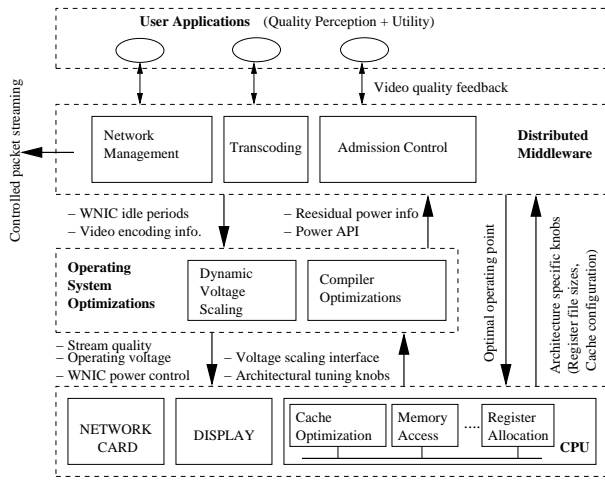 User Applications (Quality Perception + Utility)
Video quality feedback
Controlled packet streaming
Network
Management
Transcoding
Admission Control
Distributed
Middleware
– WNIC idle periods
– Video encoding info.
– Reesidual power info
– Power API
Operating
System
Optimizations
Dynamic
Voltage
Scaling
Compiler
Optimizations
Optimal operating point
Architecture specific knobs
(Register file sizes,
Cache configuration)
– Stream quality
– Operating voltage
– WNIC power control
– Voltage scaling interface
– Architectural tuning knobs
NETWORK
CARD
DISPLAY
Cache
Optimization
Memory
Access
....
Register
Allocation
CPU